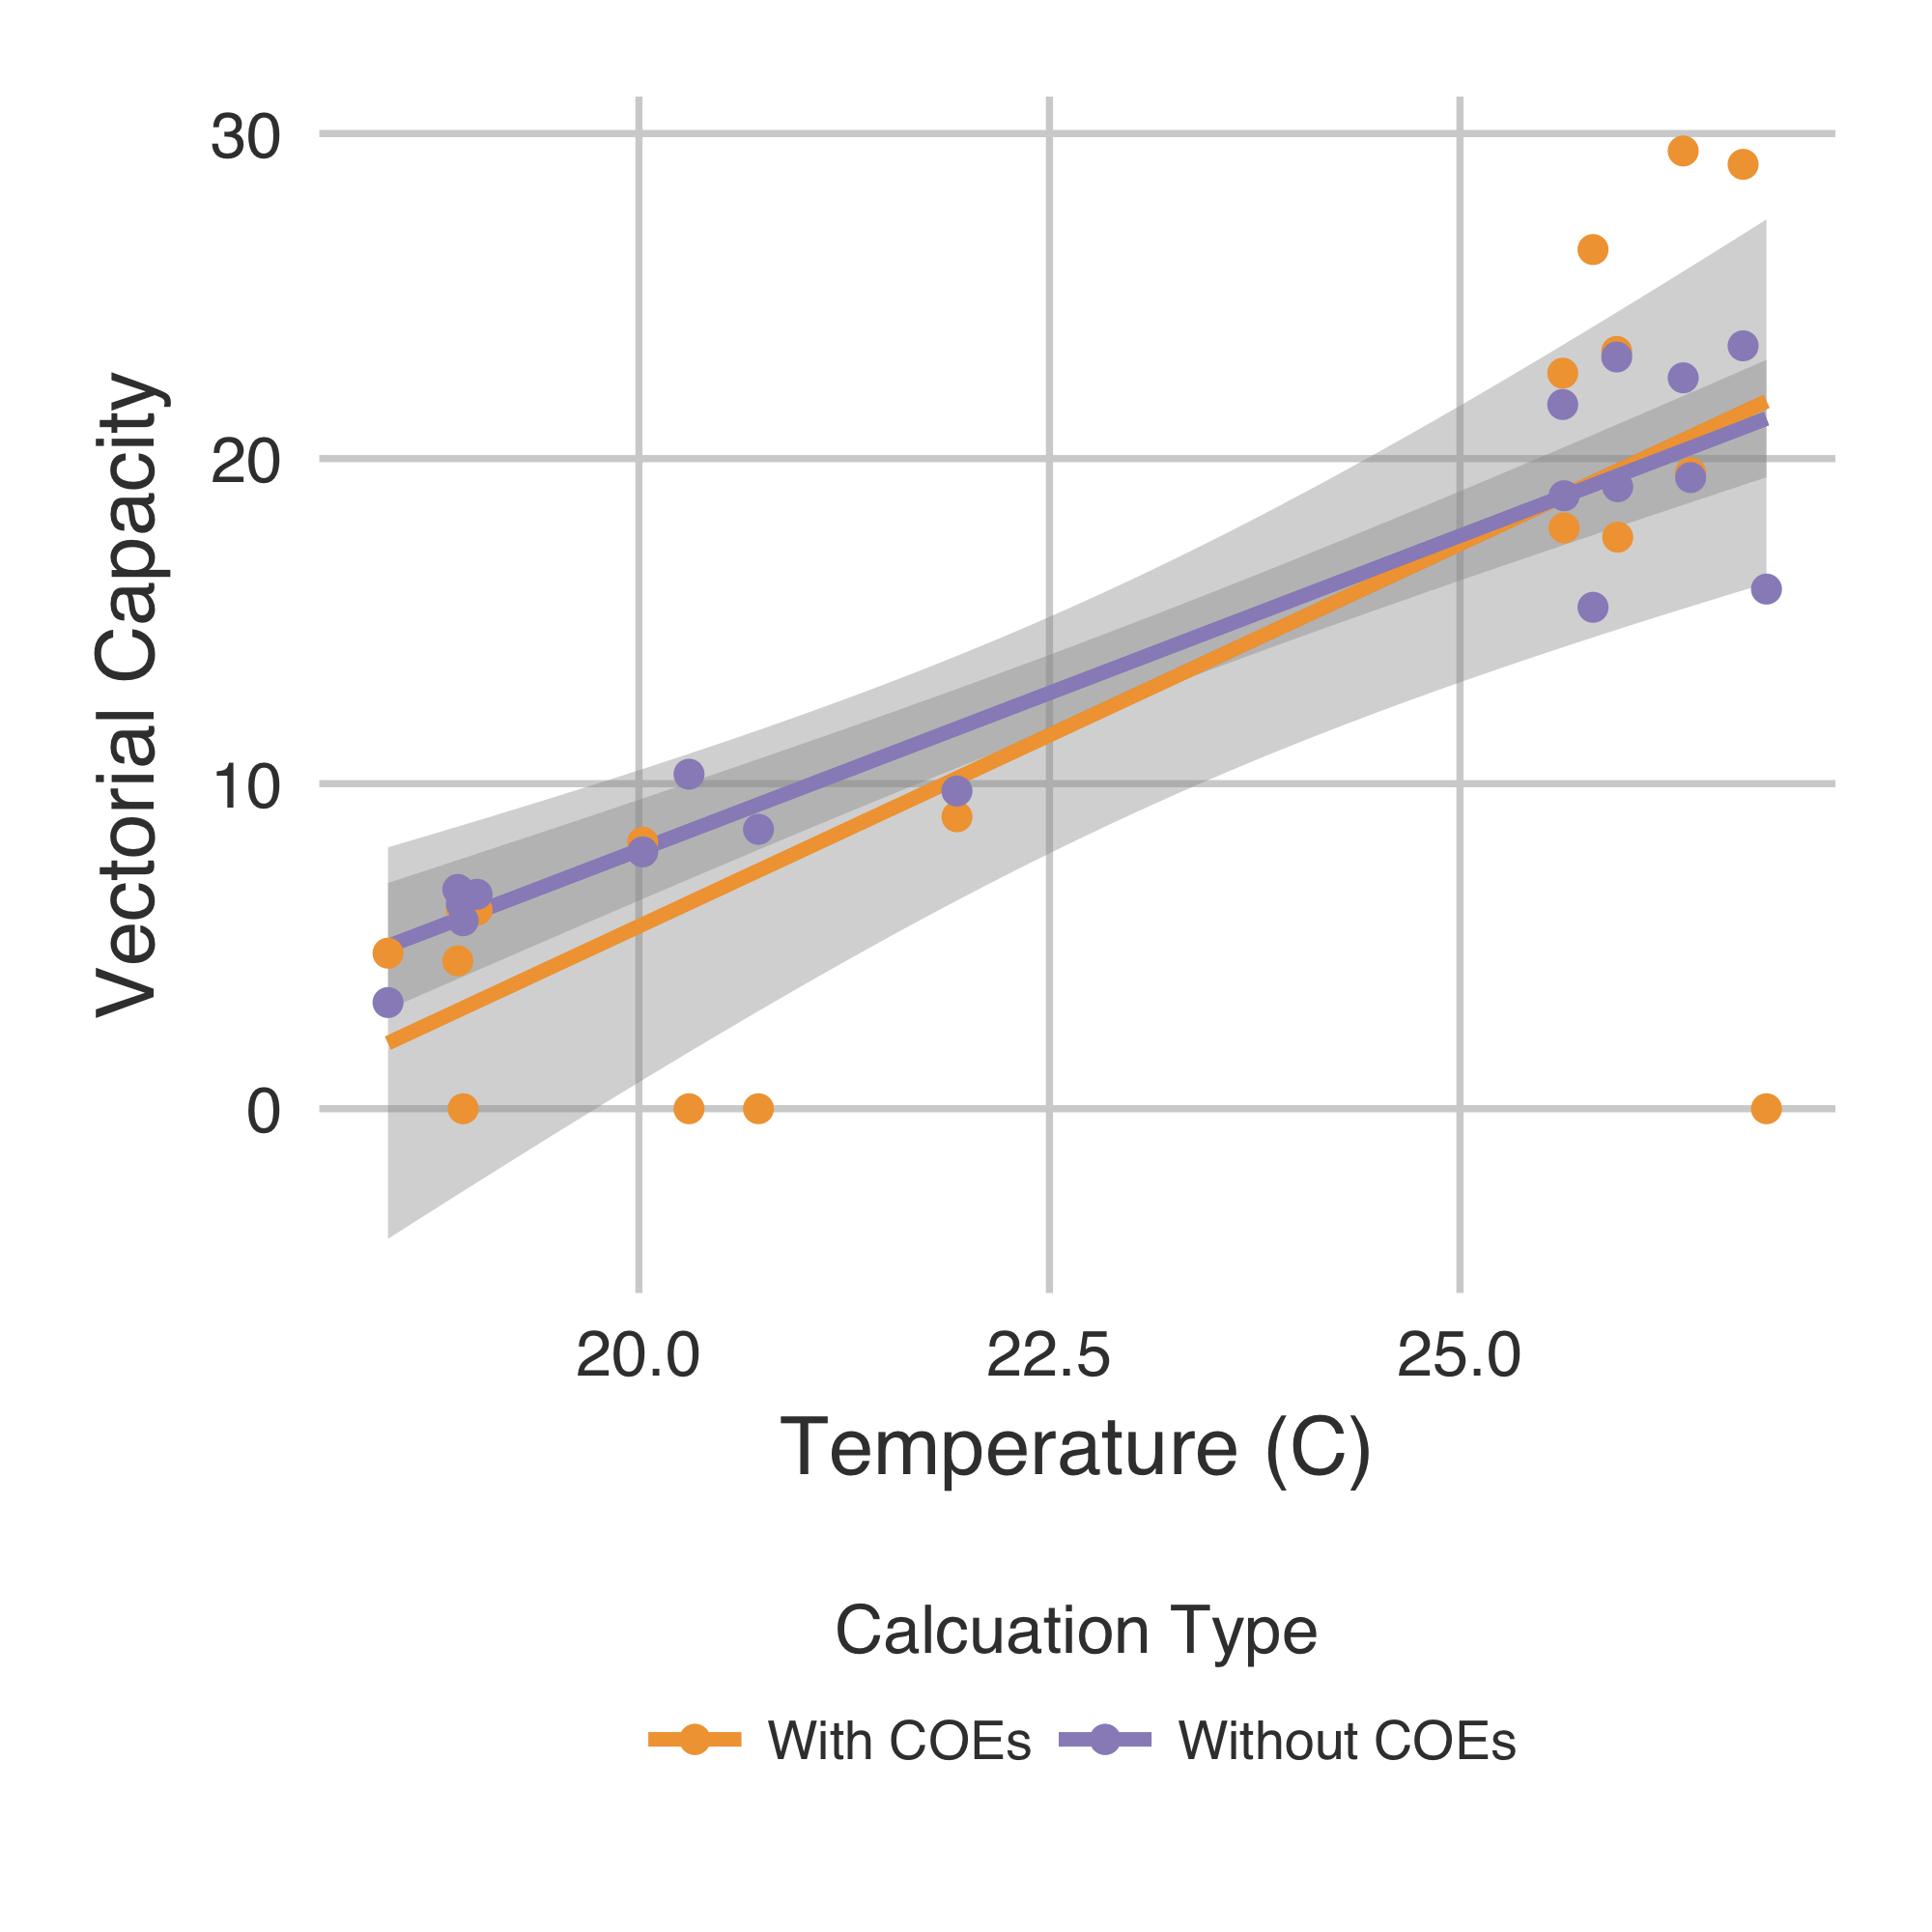 30
20
10
0
Vectorial Capacity
20.0 22.5 25.0
Temperature (C)
Calcuation Type
With COEs Without COEs